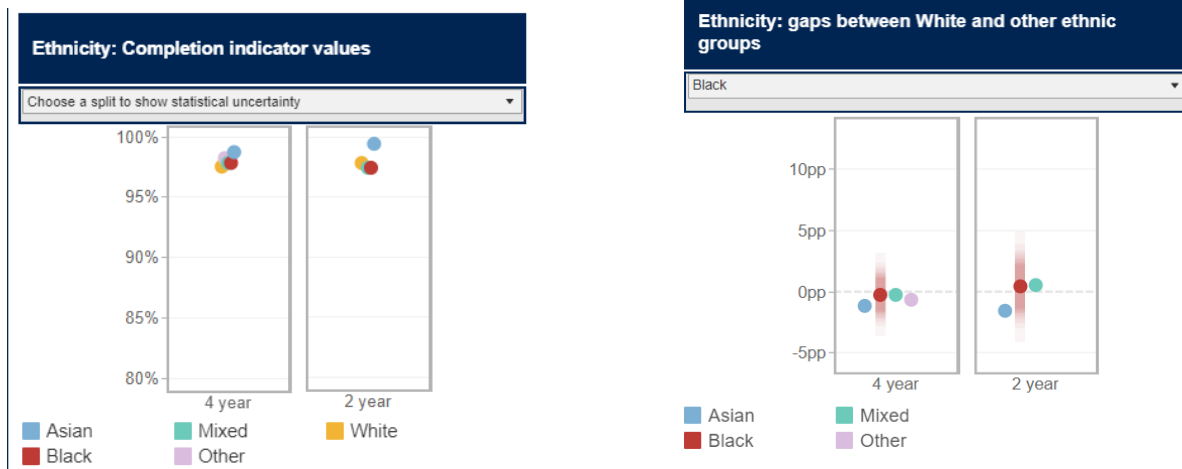 Ethnicity: Completion indicator values
Choose a split to show statistical uncertainty
100%
95%
90%
85%
80%
4 year
2 year
Asian
Mixed
White
Black
Other
Ethnicity: gaps between White and other ethnic
groups
Black
10pp
5pp
0pp
-5pp
4 year
2 year
Asian
Mixed
Black
Other